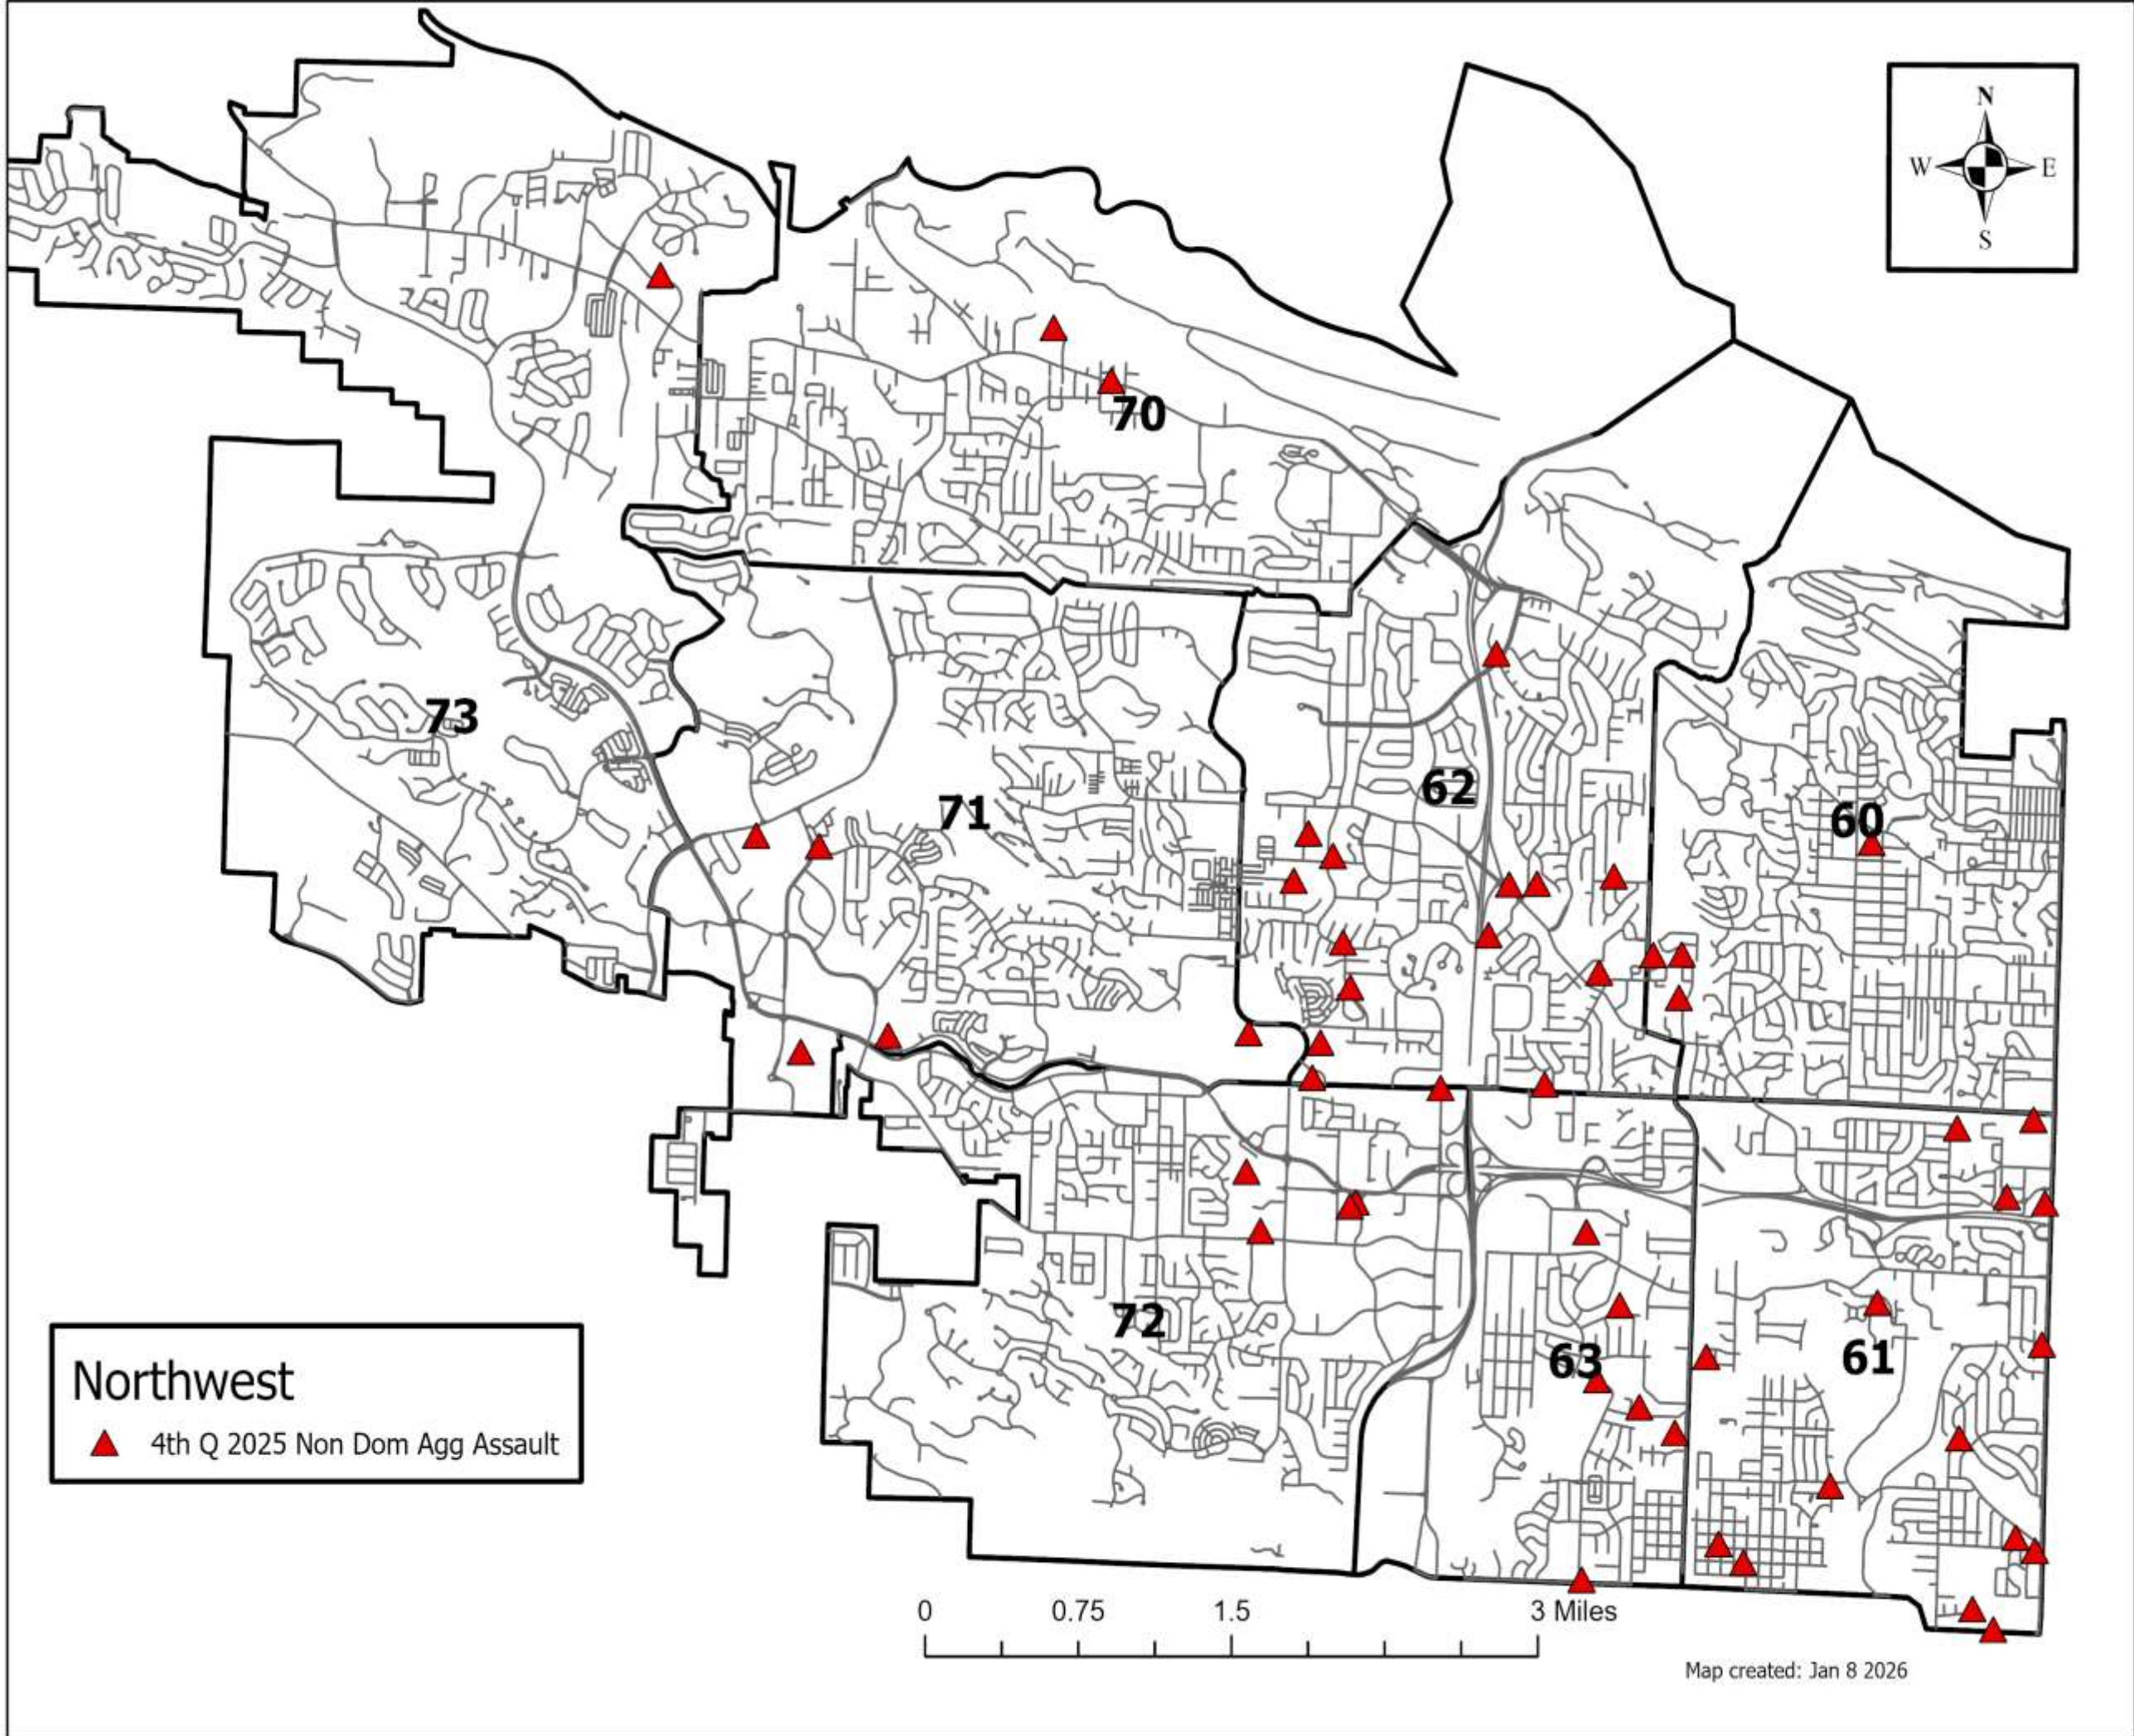 N
W E
S
70
73
71
62
60
72
63
61
Northwest
4th Q 2025 Non Dom Agg Assault
0 0.75 1.5 3 Miles
Map created: Jan 8 2026